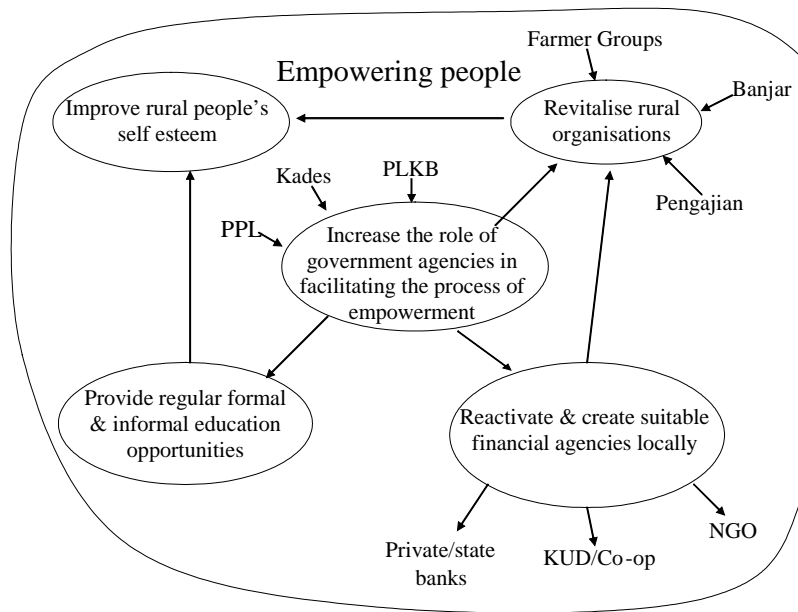 Farmer Groups
Empowering people
Banjar
Improve rural people's
self esteem
Revitalise rural
organisations
Kades
PLKB
Pengajian
PPL
Increase the role of
government agencies in
facilitating the process of
empowerment
Provide regular formal
& informal education
opportunities
Reactivate & create suitable
financial agencies locally
Private/state
banks
KUD/Co-op
NGO